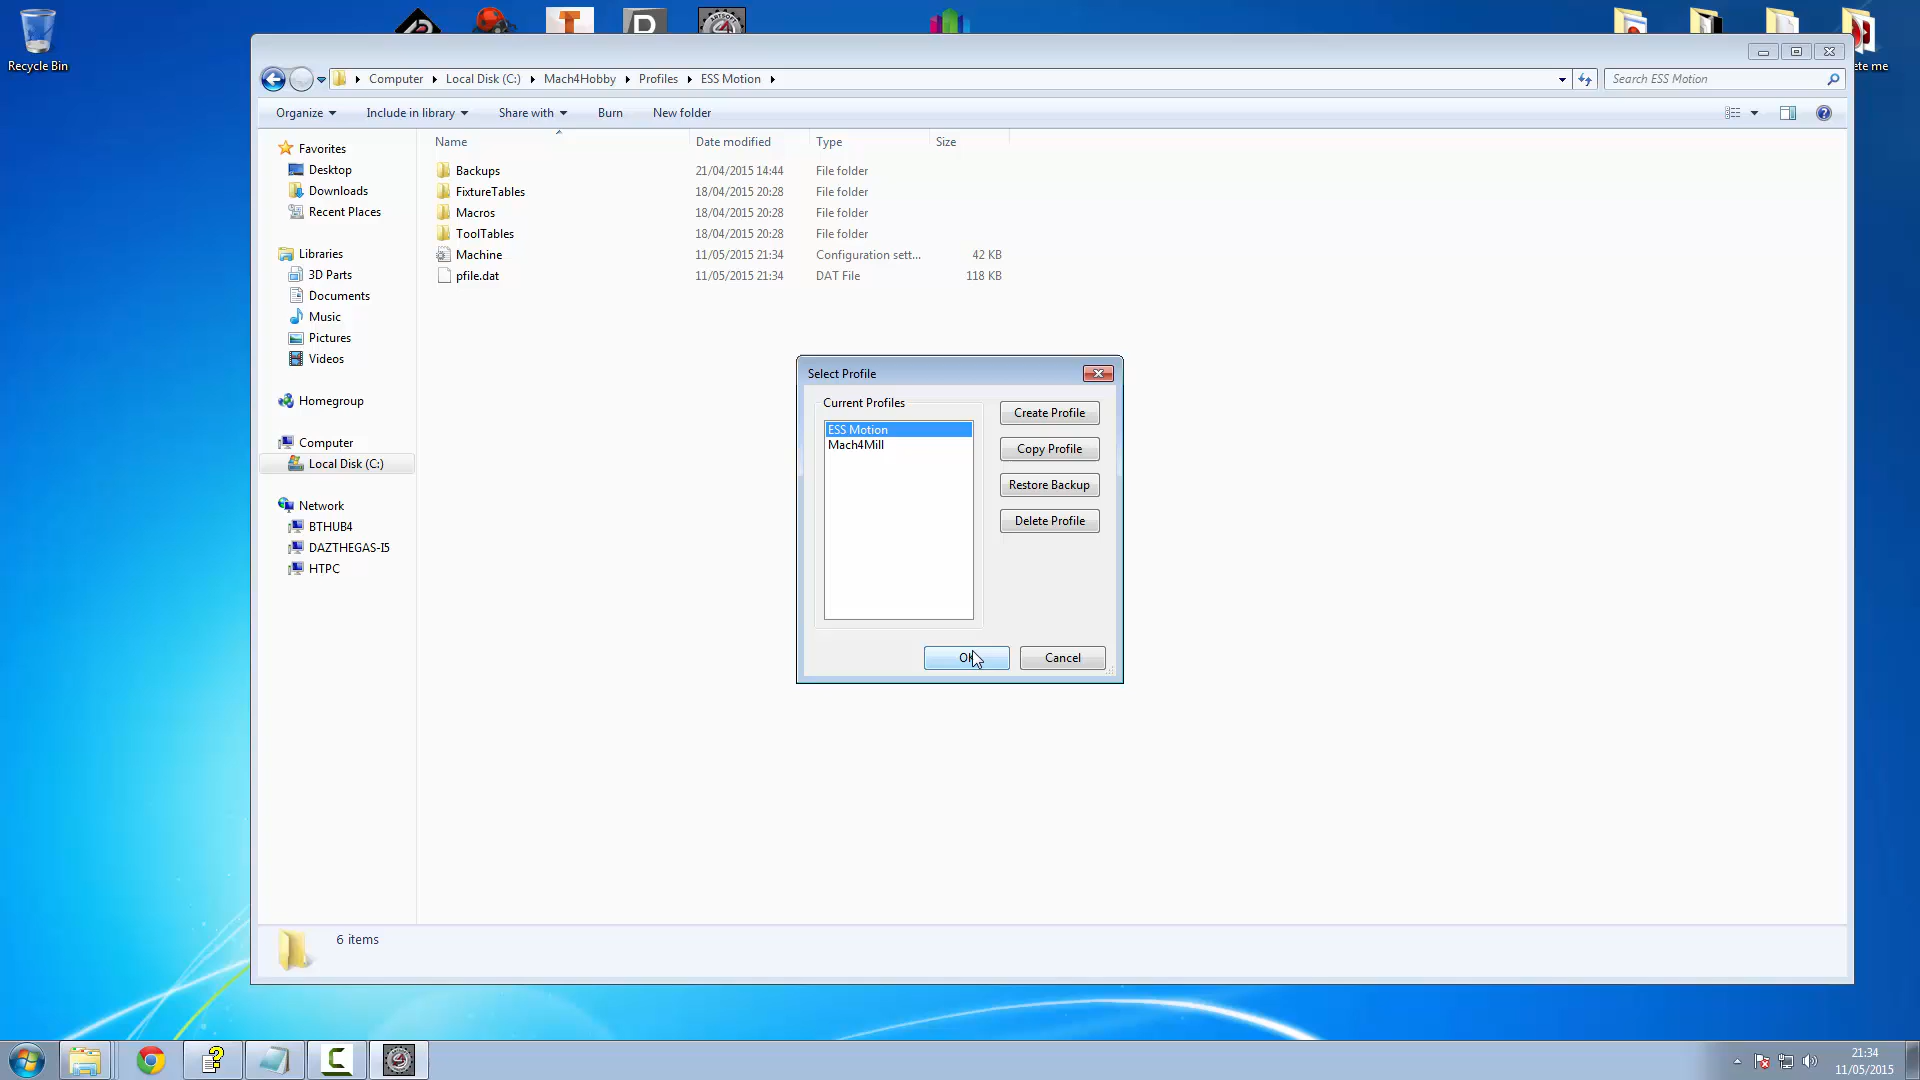 Recycle Bin
ete me
Computer Local Disk (C:) Mach4Hobby Profiles ESS Motion
Search ESS Motion
Organize Include in library Share with Burn New folder
Name Date modified Type Size
Favorites
Desktop
Downloads
Recent Places
Libraries
3D Parts
Documents
Music
Pictures
Videos
Homegroup
Computer
Local Disk (C:)
Network
BTHUB4
DAZTHEGAS-I5
HTPC
Backups 21/04/2015 14:44 File folder
FixtureTables 18/04/2015 20:28 File folder
Macros 18/04/2015 20:28 File folder
ToolTables 18/04/2015 20:28 File folder
Machine 11/05/2015 21:34 Configuration sett... 42 KB
pfile.dat 11/05/2015 21:34 DAT File 118 KB
Select Profile
Current Profiles
ESS Motion
Mach4Mill
Create Profile
Copy Profile
Restore Backup
Delete Profile
OK
Cancel
6 items
21:34
11/05/2015